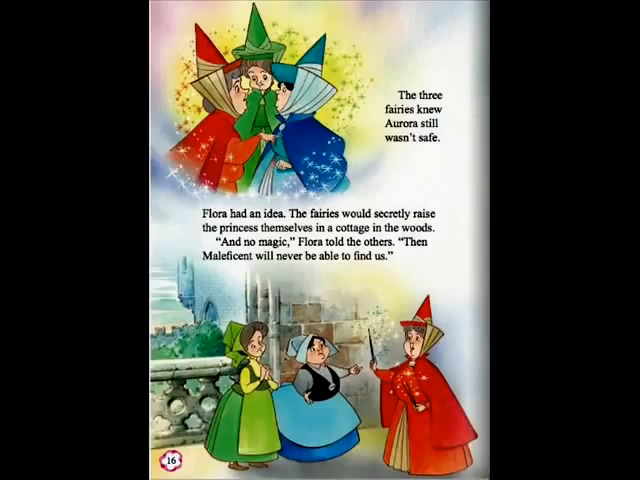 The three
fairies knew
Aurora still
wasn't safe.
Flora had an idea. The fairies would secretly raise
the princess themselves in a cottage in the woods.
"And no magic," Flora told the others. "Then
Maleficent will never be able to find us."
16